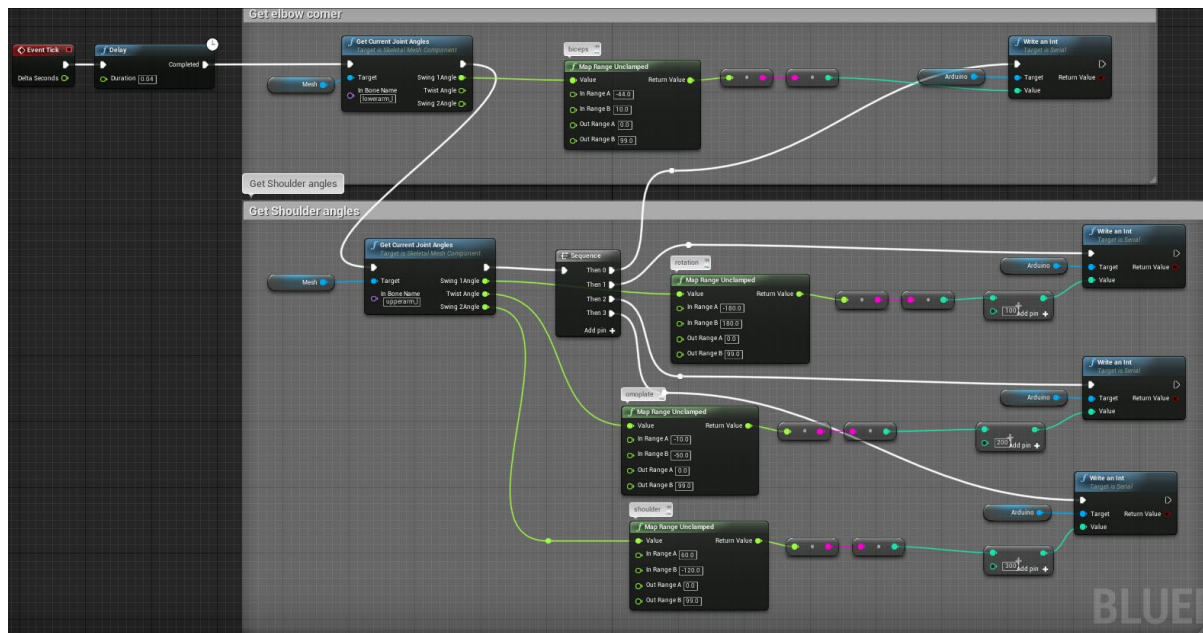 Get elbow corner
Event Tick
Delta Seconds
Delay
Completed
Duration 0.04
Mesh
Get Current Joint Angles
Target is Skeletal Mesh Component
Target
Swing 1Angle
In Bone Name
lowerarm_l
Twist Angle
Swing 2Angle
biceps
Map Range Unclamped
Value
Return Value
In Range A -44.0
In Range B 10.0
Out Range A 0.0
Out Range B 99.0
Arduino
Write an Int
Target is Serial
Target
Return Value
Value
Get Shoulder angles
Get Shoulder angles
Mesh
Get Current Joint Angles
Target is Skeletal Mesh Component
Target
Swing 1Angle
In Bone Name
upperarm_l
Twist Angle
Swing 2Angle
Sequence
Then 0
Then 1
Then 2
Then 3
Add pin +
rotation
Map Range Unclamped
Value
Return Value
In Range A -180.0
In Range B 180.0
Out Range A 0.0
Out Range B 99.0
100
Add pin +
Arduino
Write an Int
Target is Serial
Target
Return Value
Value
omoplate
Map Range Unclamped
Value
Return Value
In Range A -10.0
In Range B -50.0
Out Range A 0.0
Out Range B 99.0
200
Add pin +
Arduino
Write an Int
Target is Serial
Target
Return Value
Value
shoulder
Map Range Unclamped
Value
Return Value
In Range A 60.0
In Range B -120.0
Out Range A 0.0
Out Range B 99.0
300
Add pin +
Arduino
Write an Int
Target is Serial
Target
Return Value
Value